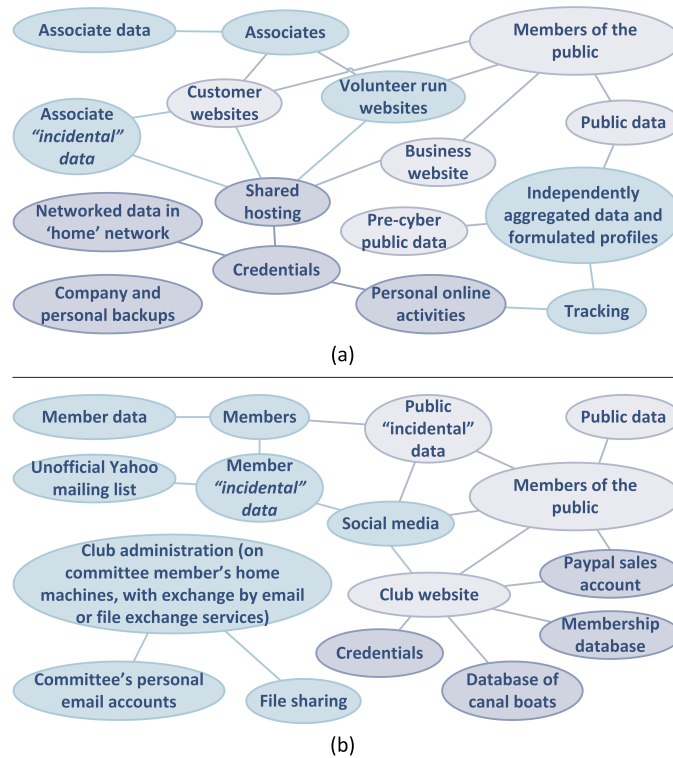 Associate data
Associates
Members of the
public
Customer
websites
Volunteer run
websites
Associate
“incidental”
data
Public data
Business
website
Shared
hosting
Independently
aggregated data and
formulated profiles
Networked data in
‘home’ network
Pre-cyber
public data
Credentials
Company and
personal backups
Personal online
activities
Tracking
(a)
Member data
Members
Public
“incidental”
data
Public data
Unofficial Yahoo
mailing list
Member
“incidental”
data
Members of the
public
Social media
Club administration (on
committee member’s home
machines, with exchange by email
or file exchange services)
Paypal sales
account
Club website
Membership
database
Credentials
Committee’s personal
email accounts
File sharing
Database of
canal boats
(b)